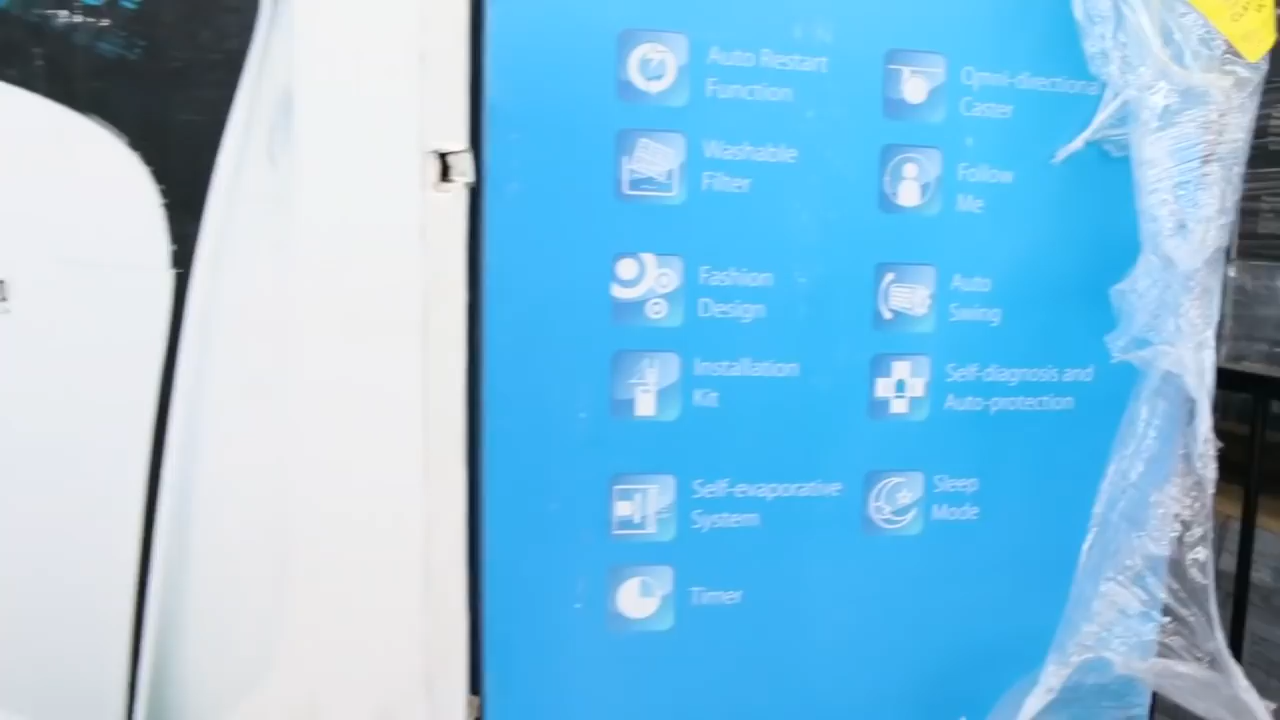 Auto Restart
Function
Washable
Filter
Fashion
Design
Installation
Kit
Self-evaporative
System
Timer
Omni-directional
Caster
Follow
Me
Auto
Swing
Self-diagnosis and
Auto-protection
Sleep
Mode